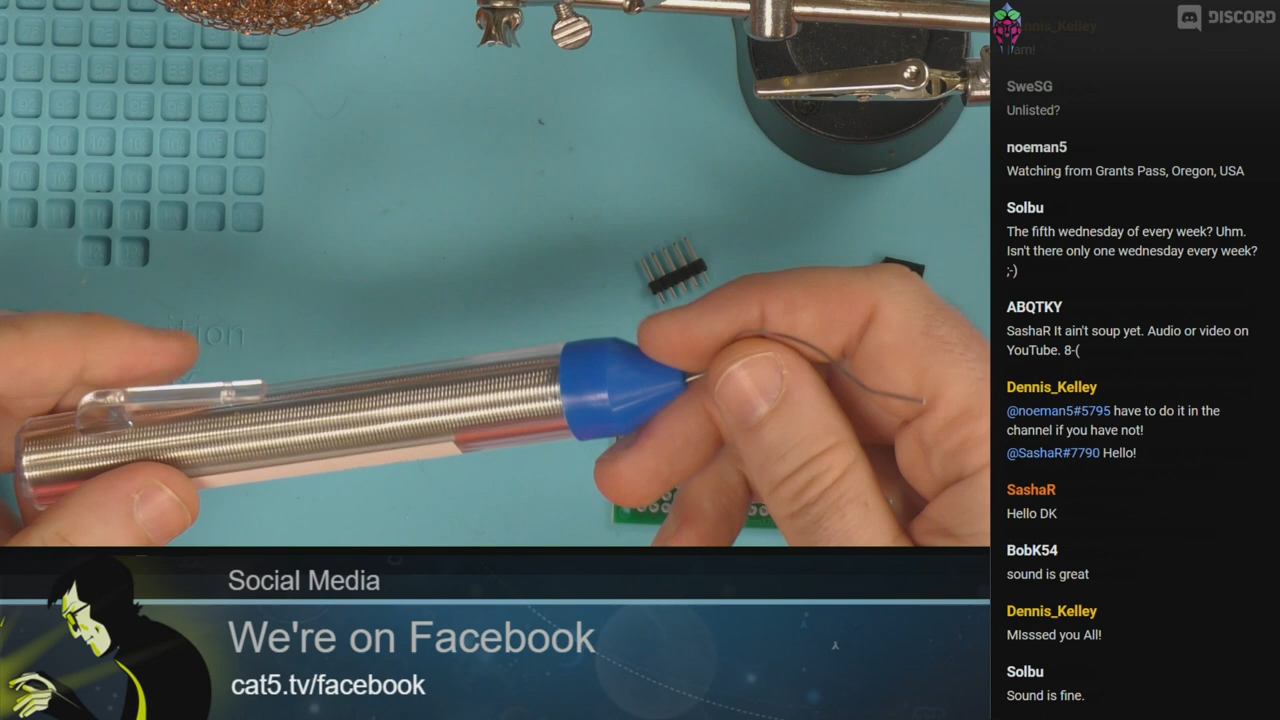 DISCORD
Dennis_Kelley
SweSG
Unlisted?
noeman5
Watching from Grants Pass, Oregon, USA
Solbu
The fifth wednesday of every week? Uhm.
Isn't there only one wednesday every week?
;-)
ABQTKY
SashaR It ain't soup yet. Audio or video on
YouTube. 8-(
Dennis_Kelley
@noeman5#5795 have to do it in the
channel if you have not!
@SashaR#7790 Hello!
SashaR
Hello DK
BobK54
sound is great
Dennis_Kelley
MIsssed you All!
Solbu
Sound is fine.
Social Media
We're on Facebook
cat5.tv/facebook